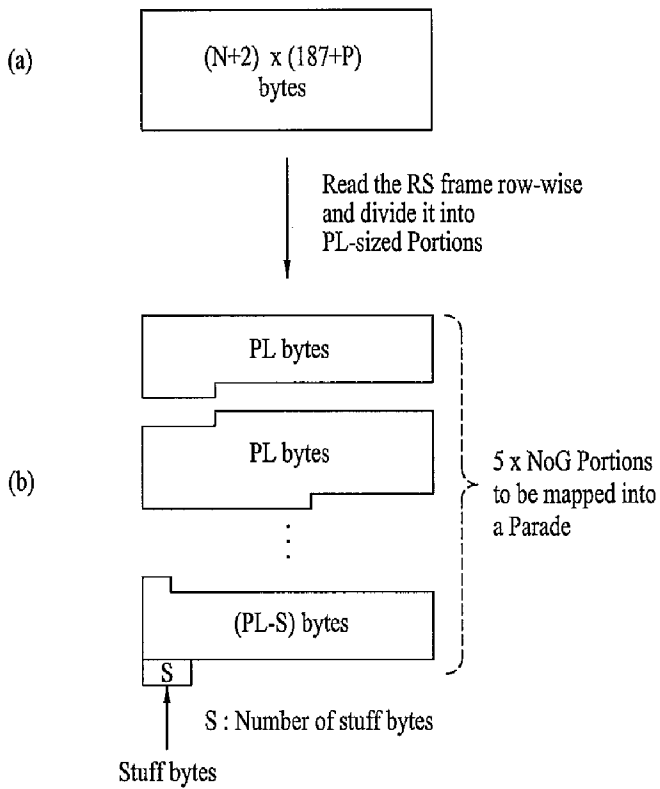 (a)
(N+2) x (187+P)
bytes
Read the RS frame row-wise
and divide it into
PL-sized Portions
PL bytes
(b)
PL bytes
5 x NoG Portions
to be mapped into
a Parade
(PL-S) bytes
S
S : Number of stuff bytes
Stuff bytes